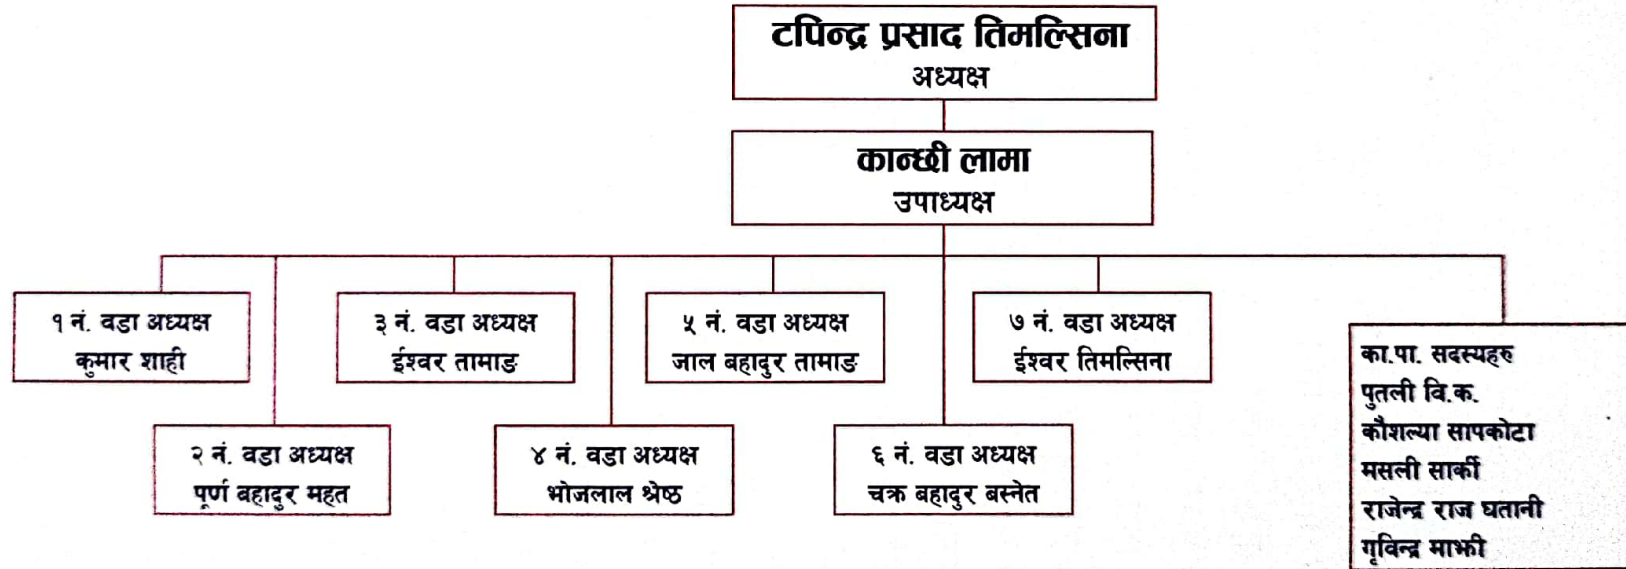 टपिन्द्र प्रसाद तिमल्सिना
अध्यक्ष
कान्छी लामा
उपाध्यक्ष
१ नं. वडा अध्यक्ष
कुमार शाही
३ नं. वडा अध्यक्ष
ईश्वर तामाङ
५ नं. वडा अध्यक्ष
जाल बहादुर तामाङ
७ नं. वडा अध्यक्ष
ईश्वर तिमल्सिना
२ नं. वडा अध्यक्ष
पूर्ण बहादुर महत
४ नं. वडा अध्यक्ष
भोजलाल श्रेष्ठ
६ नं. वडा अध्यक्ष
चक्र बहादुर बस्नेत
का.पा. सदस्यहरु
पुतली वि.क.
कौशल्या सापकोटा
मसली सार्की
राजेन्द्र राज घतानी
गृविन्द्र माझी